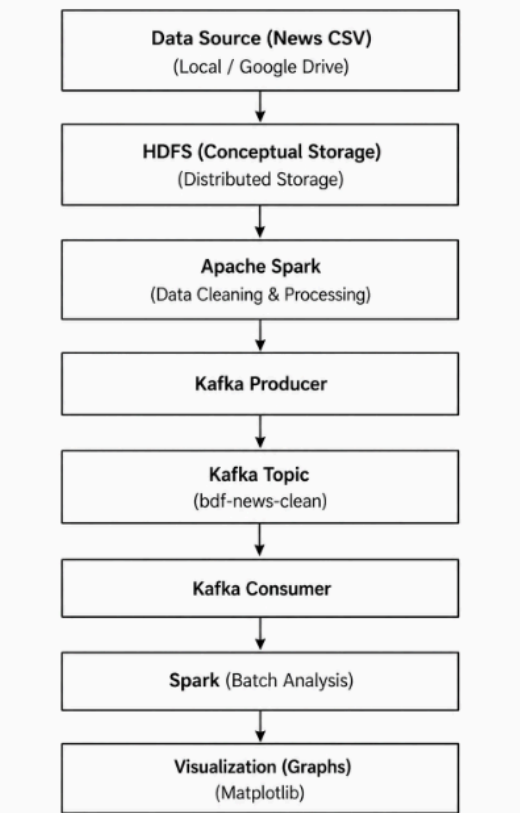 Data Source (News CSV)
(Local / Google Drive)
HDFS (Conceptual Storage)
(Distributed Storage)
Apache Spark
(Data Cleaning & Processing)
Kafka Producer
Kafka Topic
(bdf-news-clean)
Kafka Consumer
Spark (Batch Analysis)
Visualization (Graphs)
(Matplotlib)